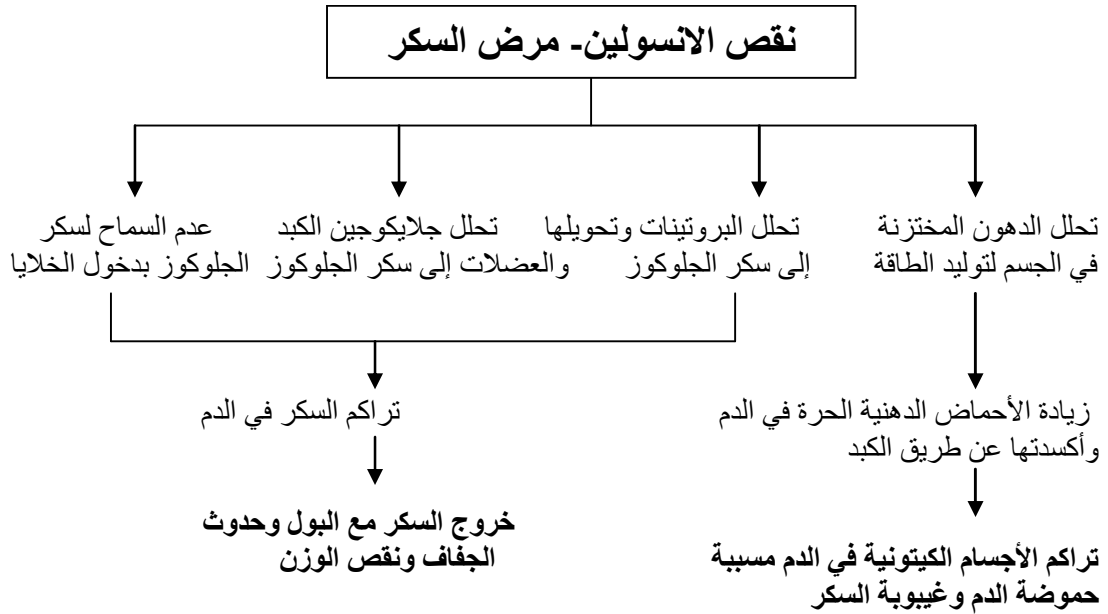 نقص الانسولين- مرض السكر
تحلل الدهون المختزنة
في الجسم لتوليد الطاقة
تحلل البروتينات وتحويلها
إلى سكر الجلوكوز
تحلل جلايكوجين الكبد
والعضلات إلى سكر الجلوكوز
عدم السماح لسكر
الجلوكوز بدخول الخلايا
زيادة الأحماض الدهنية الحرة في الدم
وأكسدتها عن طريق الكبد
تراكم السكر في الدم
تراكم الأجسام الكيتونية في الدم مسببة
حموضة الدم وغيبوبة السكر
خروج السكر مع البول وحدوث
الجفاف ونقص الوزن